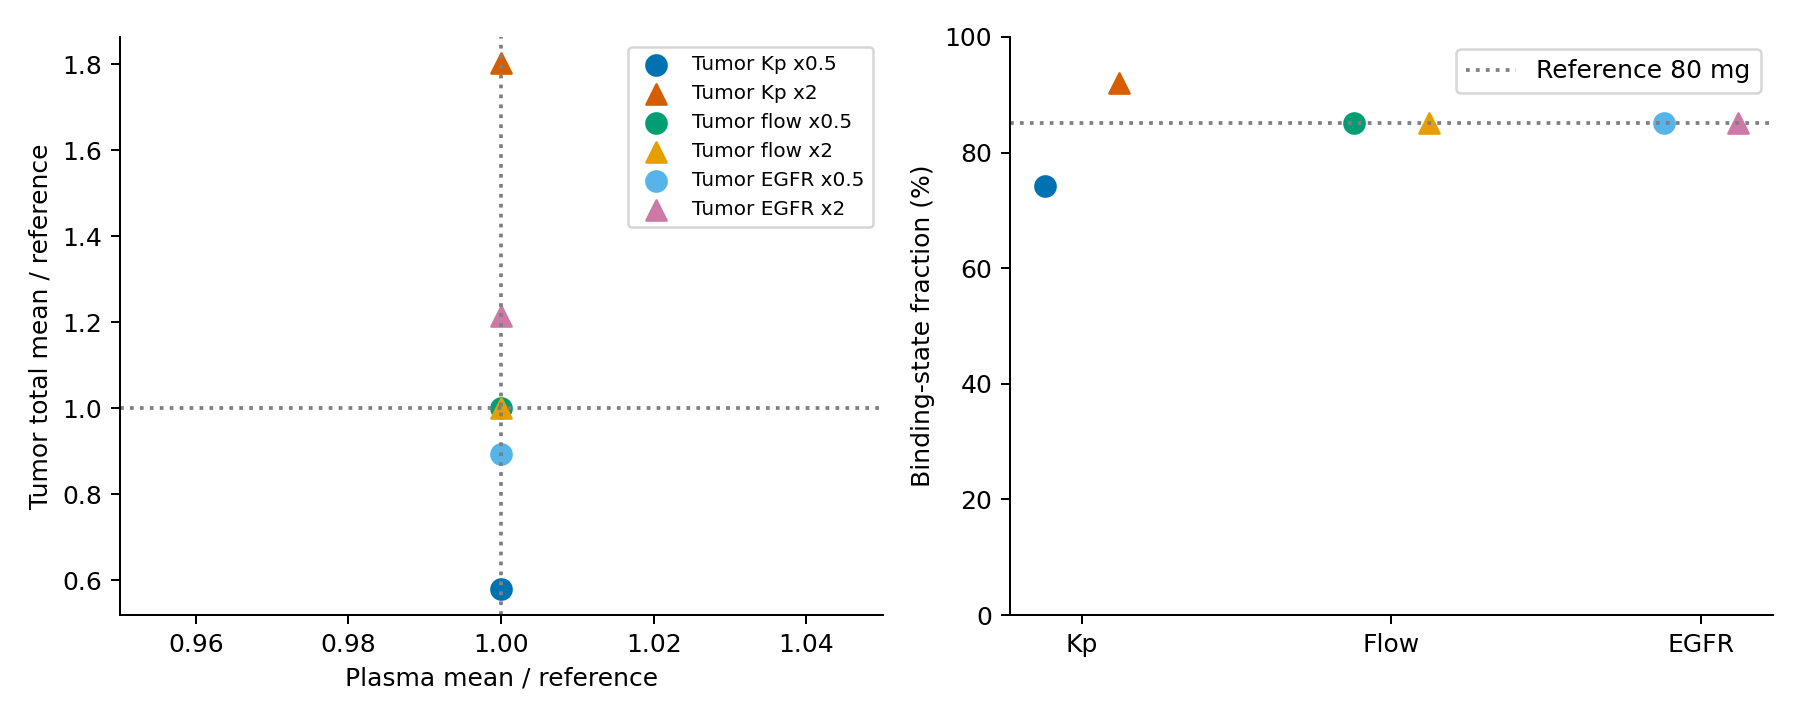 Tumor total mean / reference
1.8
1.6
1.4
1.2
1.0
0.8
0.6
0.96
0.98
1.00
1.02
1.04
Plasma mean / reference
Tumor Kp x0.5
Tumor Kp x2
Tumor flow x0.5
Tumor flow x2
Tumor EGFR x0.5
Tumor EGFR x2
Binding-state fraction (%)
100
80
60
40
20
0
Kp
Flow
EGFR
Reference 80 mg